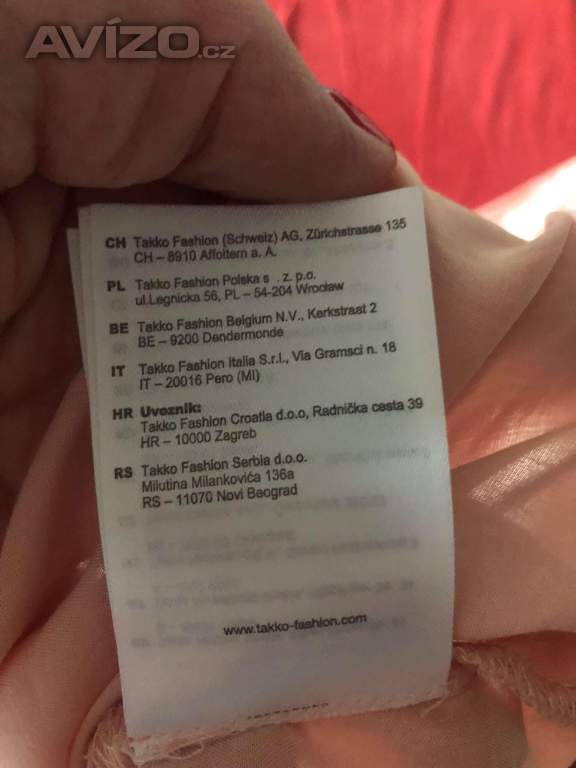 AVÍZO.cz
CH Takko Fashion (Schweiz) AG, Zürichstrasse 135
CH – 8910 Affoltern a. A.
PL Takko Fashion Polska s . z. p.o.
ul.Legnicka 56, PL – 54-204 Wrocław
BE Takko Fashion Belgium N.V., Kerkstraat 2
BE – 9200 Dendermonde
IT Takko Fashion Italia S.r.l., Via Gramsci n. 18
IT – 20016 Pero (MI)
HR Uvoznik:
Takko Fashion Croatia d.o.o, Radnička cesta 39
HR – 10000 Zagreb
RS Takko Fashion Serbia d.o.o.
Milutina Milankovića 136a
RS – 11070 Novi Beograd
www.takko-fashion.com